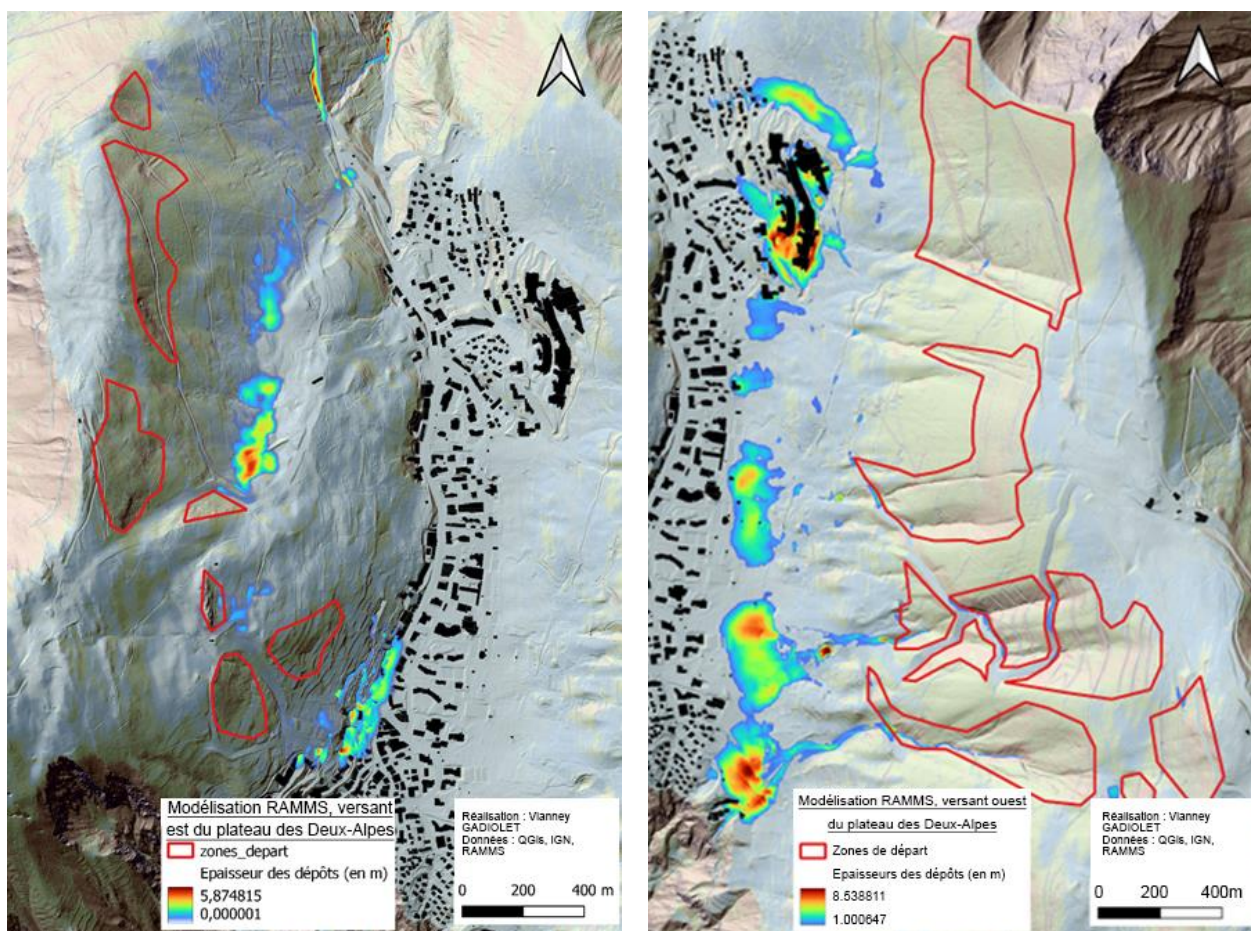 Modélisation RAMMS, versant
est du plateau des Deux-Alpes
zones_depart
Epaisseur des dépôts (en m)
5,874815
0,000001
Réalisation : Vianney
GADIOLET
Données : QGis, IGN,
RAMMS
0 200 400 m
Modélisation RAMMS, versant ouest
du plateau des Deux-Alpes
Zones de départ
Epaisseurs des dépôts (en m)
8.538811
1.000647
Réalisation : Vianney
GADIOLET
Données : QGis, IGN,
RAMMS
0 200 400m